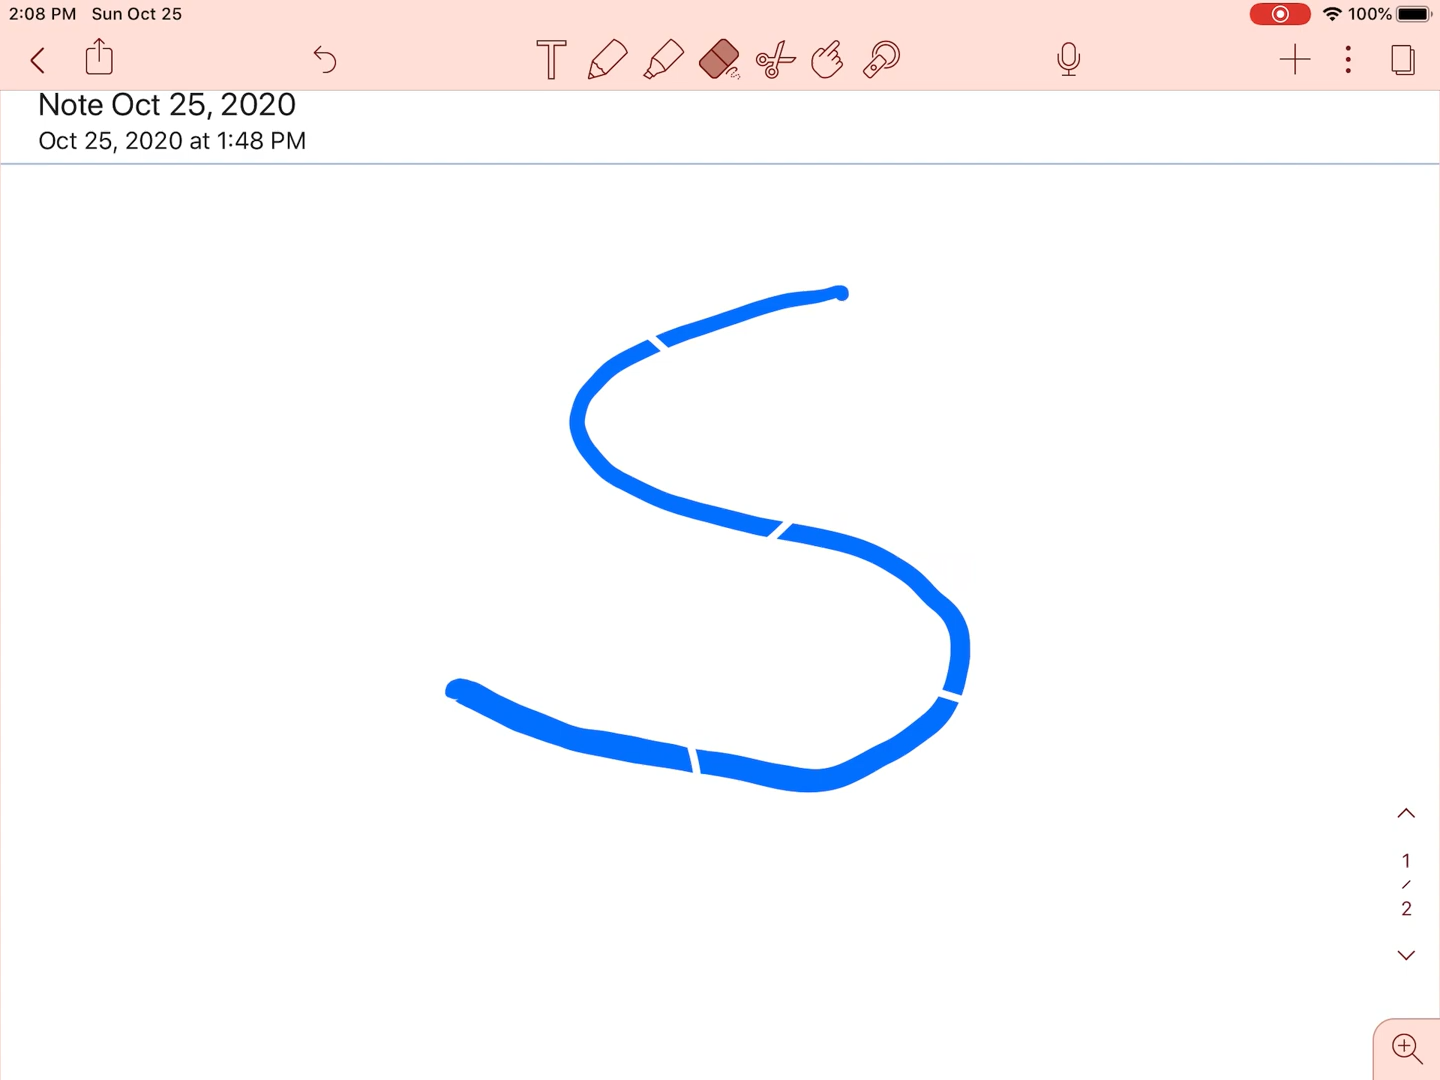 2:08 PM Sun Oct 25 100%
Note Oct 25, 2020
Oct 25, 2020 at 1:48 PM
S
1
/
2